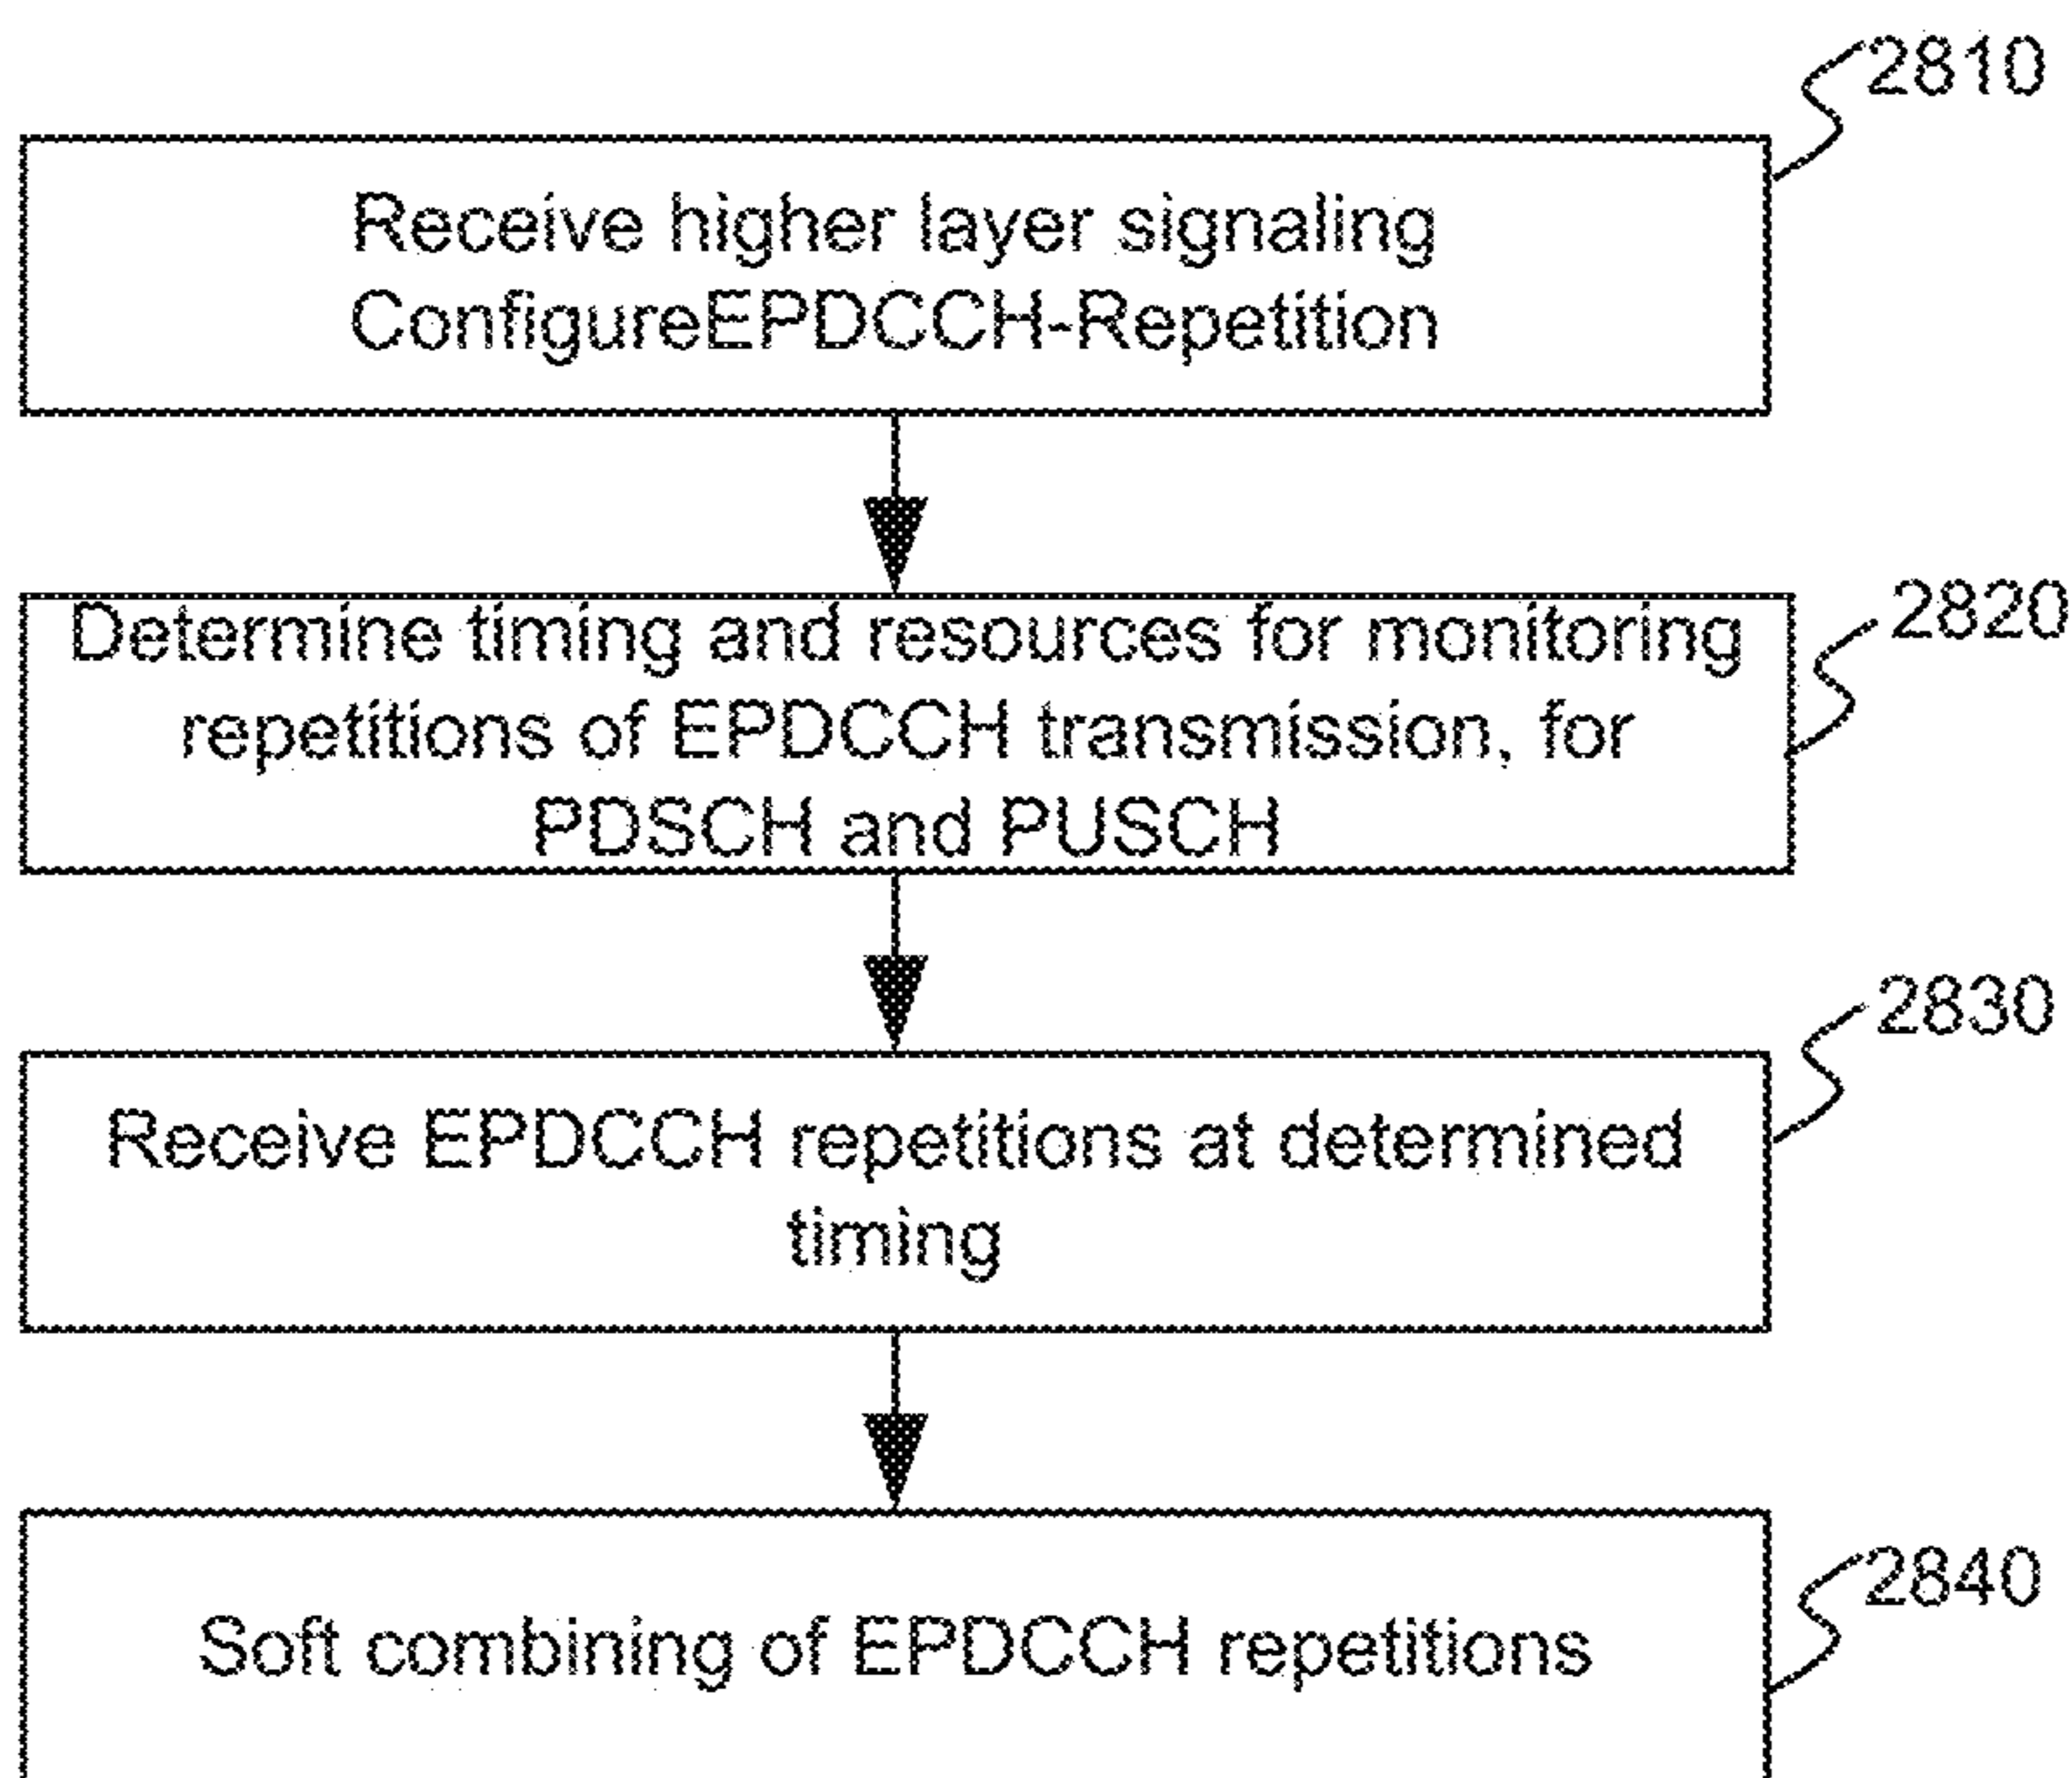 2810
Receive higher layer signaling
ConfigureEPDCCH-Repetition
2820
Determine timing and resources for monitoring
repetitions of EPDCCH transmission, for
PDSCH and PUSCH
2830
Receive EPDCCH repetitions at determined
timing
2840
Soft combining of EPDCCH repetitions